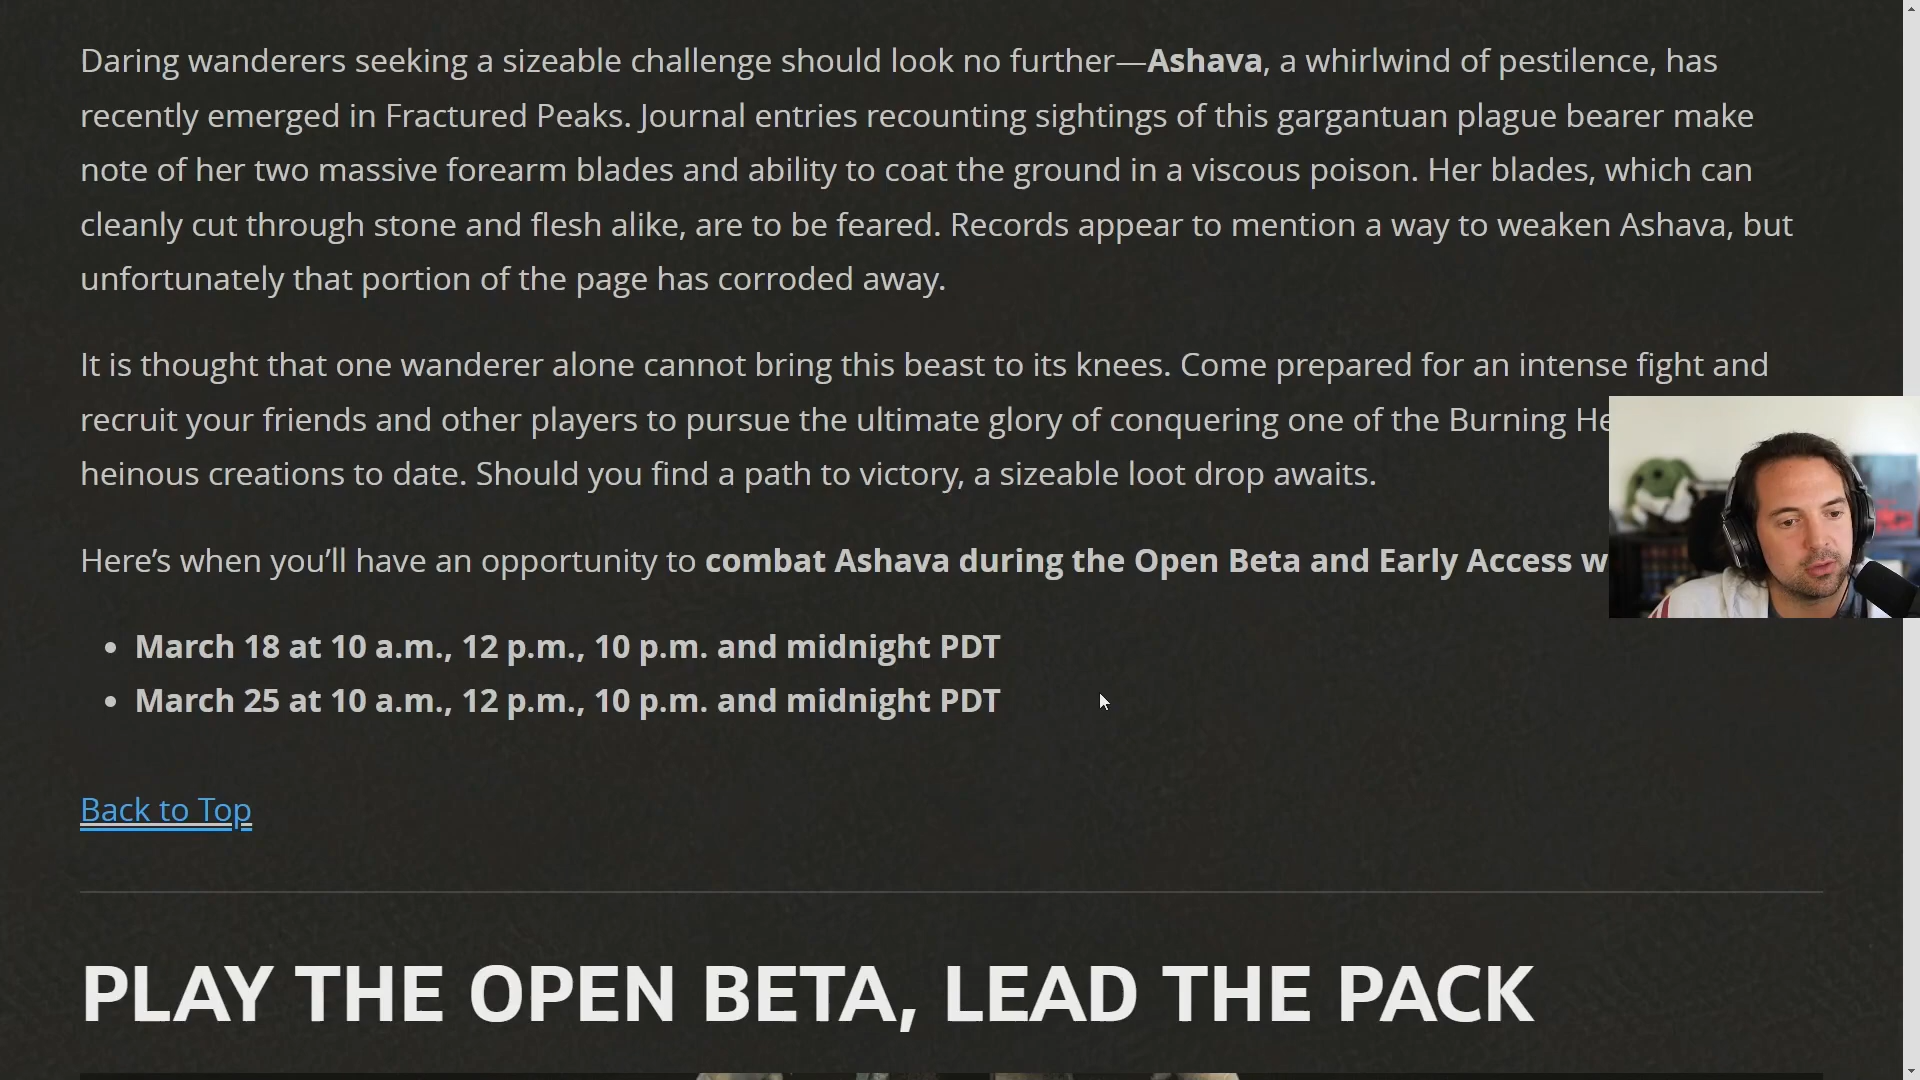 Daring wanderers seeking a sizeable challenge should look no further—Ashava, a whirlwind of pestilence, has
recently emerged in Fractured Peaks. Journal entries recounting sightings of this gargantuan plague bearer make
note of her two massive forearm blades and ability to coat the ground in a viscous poison. Her blades, which can
cleanly cut through stone and flesh alike, are to be feared. Records appear to mention a way to weaken Ashava, but
unfortunately that portion of the page has corroded away.
It is thought that one wanderer alone cannot bring this beast to its knees. Come prepared for an intense fight and
recruit your friends and other players to pursue the ultimate glory of conquering one of the Burning
heinous creations to date. Should you find a path to victory, a sizeable loot drop awaits.
Here’s when you’ll have an opportunity to combat Ashava during the Open Beta and Early Access
• March 18 at 10 a.m., 12 p.m., 10 p.m. and midnight PDT
• March 25 at 10 a.m., 12 p.m., 10 p.m. and midnight PDT
Back to Top
PLAY THE OPEN BETA, LEAD THE PACK